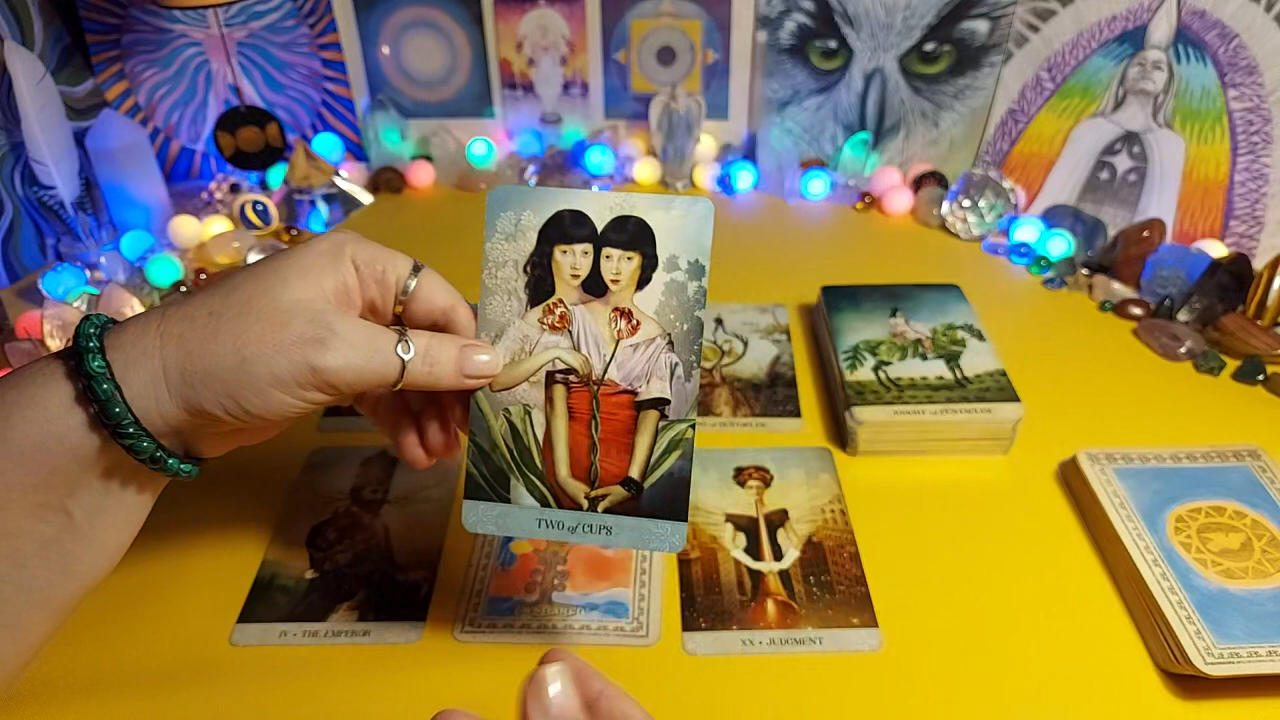 TWO of CUPS
KNIGHT of PENTACLES
IV • THE EMPEROR
XX • JUDGMENT